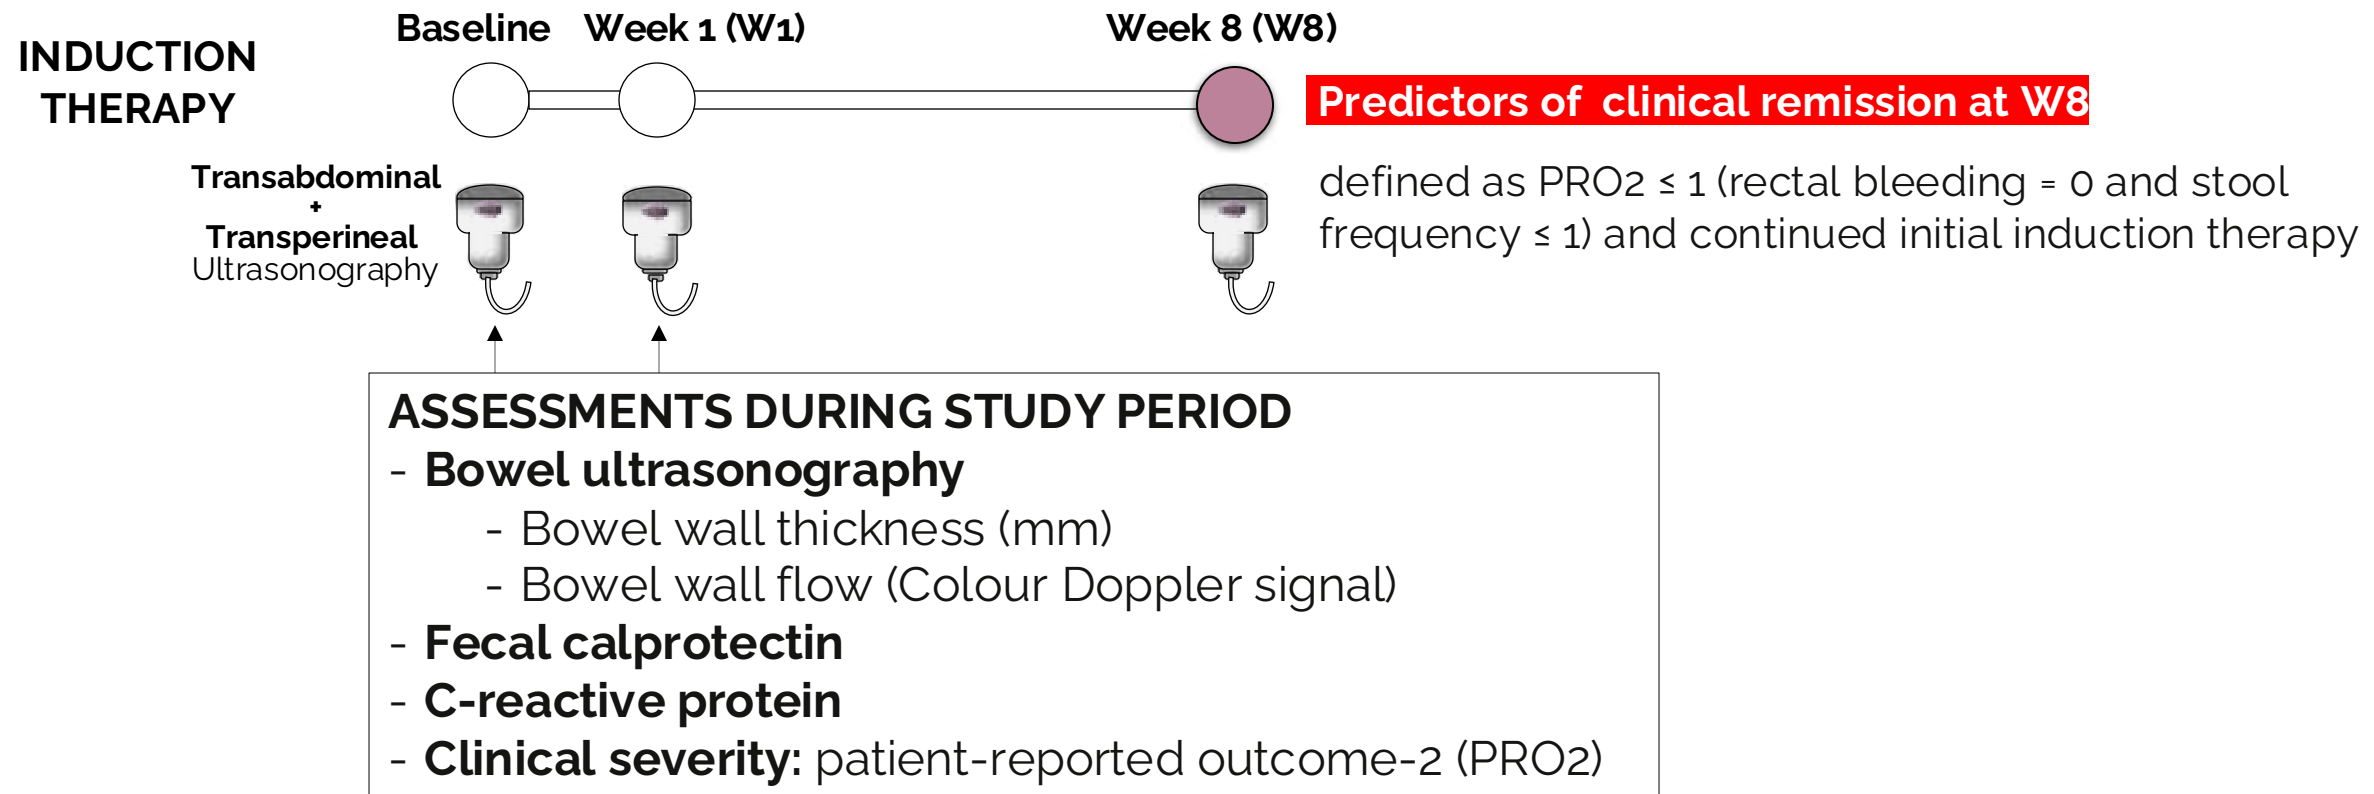 INDUCTION
THERAPY
Baseline
Week 1 (W1)
Week 8 (W8)
Predictors of  clinical remission at W8
defined as PRO2 ≤ 1 (rectal bleeding = 0 and stool
frequency ≤ 1) and continued initial induction therapy
Transabdominal
+
Transperineal
Ultrasonography
ASSESSMENTS DURING STUDY PERIOD
- Bowel ultrasonography
- Bowel wall thickness (mm)
- Bowel wall flow (Colour Doppler signal)
- Fecal calprotectin
- C-reactive protein
- Clinical severity: patient-reported outcome-2 (PRO2)